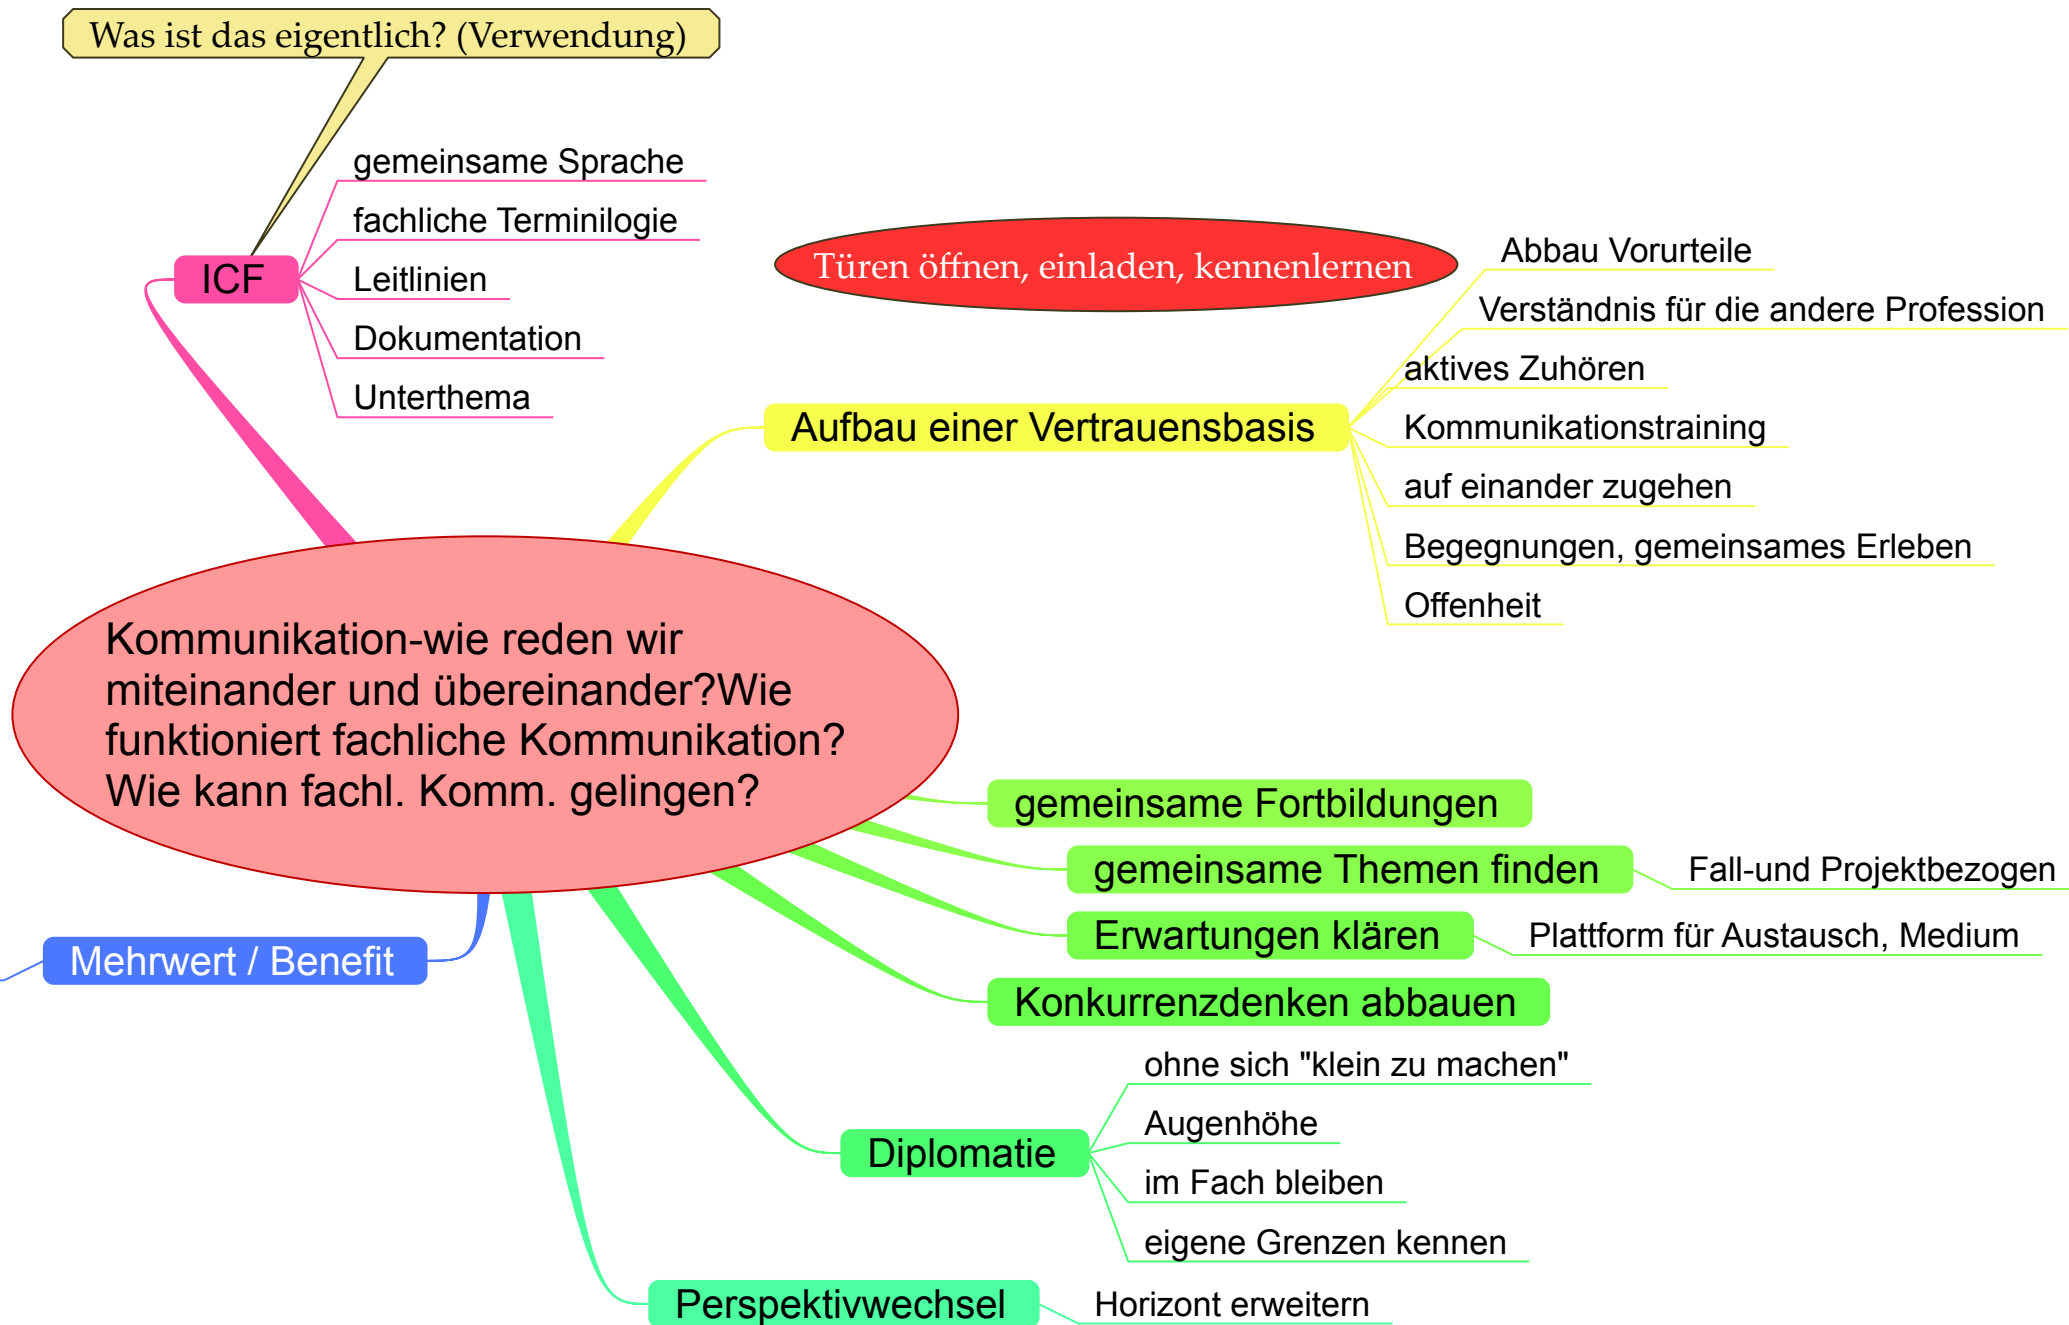 Was ist das eigentlich? (Verwendung)
ICF
gemeinsame Sprache
fachliche Terminilogie
Leitlinien
Dokumentation
Unterthema
Türen öffnen, einladen, kennenlernen
Aufbau einer Vertrauensbasis
Abbau Vorurteile
Verständnis für die andere Profession
aktives Zuhören
Kommunikationstraining
auf einander zugehen
Begegnungen, gemeinsames Erleben
Offenheit
Kommunikation-wie reden wir
miteinander und übereinander?Wie
funktioniert fachliche Kommunikation?
Wie kann fachl. Komm. gelingen?
gemeinsame Fortbildungen
gemeinsame Themen finden
Fall-und Projektbezogen
Erwartungen klären
Plattform für Austausch, Medium
Konkurrenzdenken abbauen
Mehrwert / Benefit
Diplomatie
ohne sich "klein zu machen"
Augenhöhe
im Fach bleiben
eigene Grenzen kennen
Perspektivwechsel
Horizont erweitern